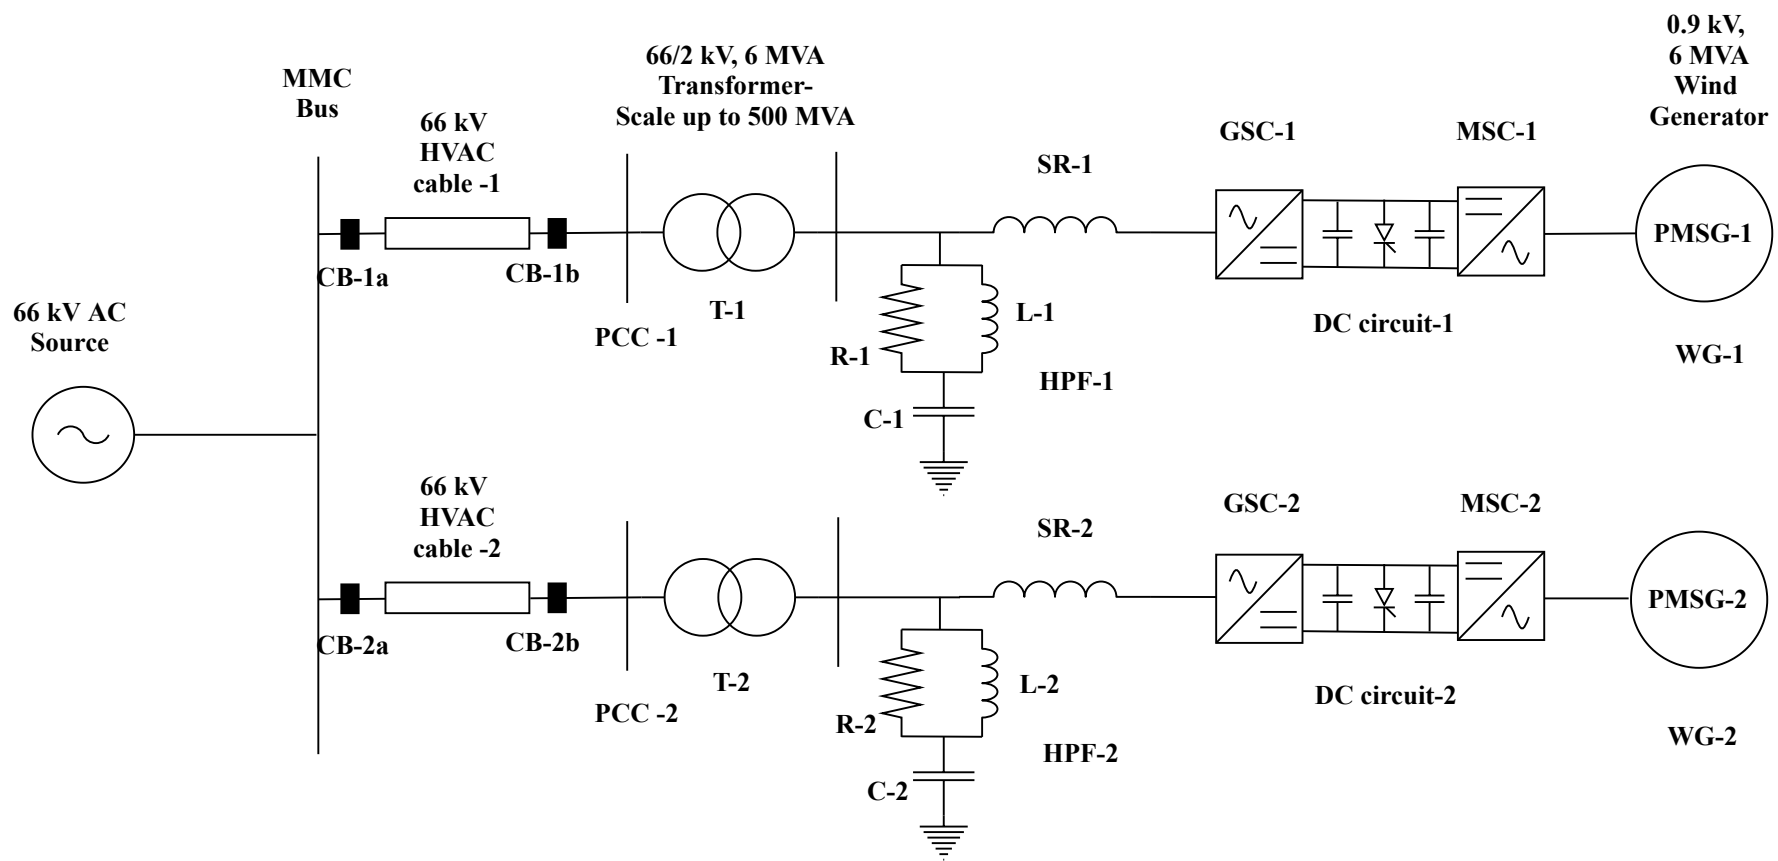 MMC
Bus
66 kV
HVAC
cable -1
66/2 kV, 6 MVA
Transformer-
Scale up to 500 MVA
0.9 kV,
6 MVA
Wind
Generator
GSC-1
MSC-1
SR-1
PMSG-1
CB-1a
CB-1b
T-1
PCC -1
L-1
R-1
HPF-1
C-1
DC circuit-1
WG-1
66 kV AC
Source
66 kV
HVAC
cable -2
GSC-2
MSC-2
SR-2
PMSG-2
CB-2a
CB-2b
T-2
PCC -2
L-2
R-2
HPF-2
C-2
DC circuit-2
WG-2